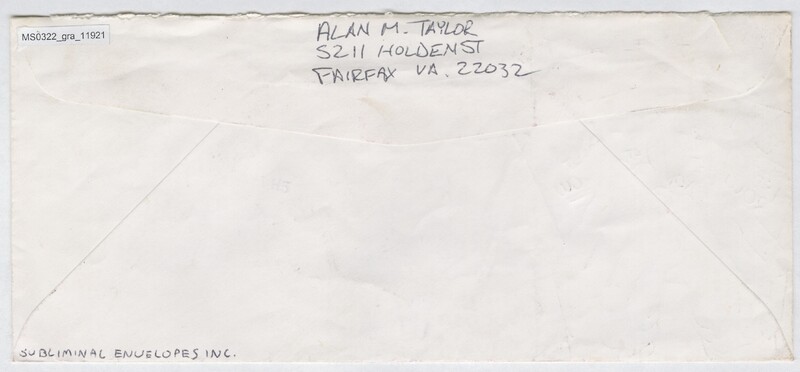 MS0322_gra_11921
ALAN M. TAYLOR
5211 HOLDEN ST
FAIRFAX VA. 22032
SUBLIMINAL ENVELOPES INC.